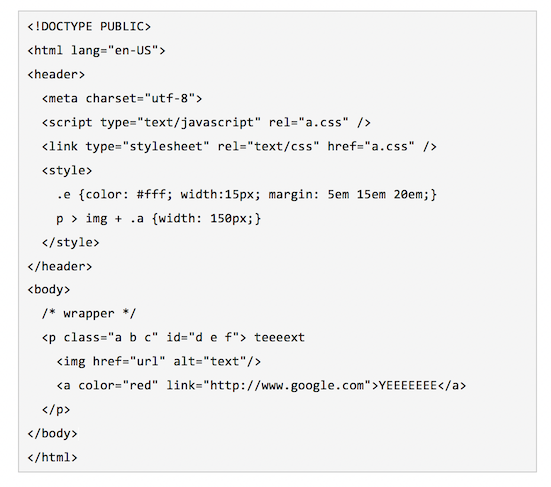 <!DOCTYPE PUBLIC>
<html lang="en-US">
<header>
<meta charset="utf-8">
<script type="text/javascript" rel="a.css" />
<link type="stylesheet" rel="text/css" href="a.css" />
<style>
.e {color: #fff; width:15px; margin: 5em 15em 20em;}
p > img + .a {width: 150px;}
</style>
</header>
<body>
/* wrapper */
<p class="a b c" id="d e f"> teeeext
<img href="url" alt="text"/>
<a color="red" link="http://www.google.com">YEEEEEEE</a>
</p>
</body>
</html>